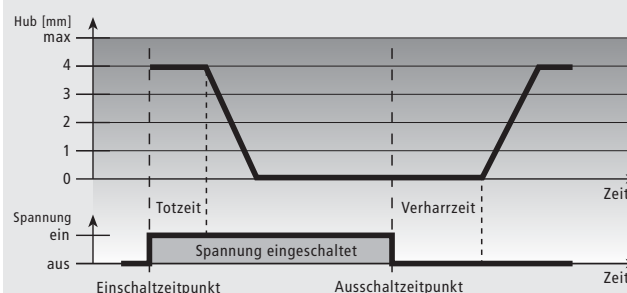 Hub [mm]
max
4
3
2
1
0
Zeit
Totzeit
Verharrzeit
Spannung
ein
Spannung eingeschaltet
aus
Zeit
Einschaltzeitpunkt
Ausschaltzeitpunkt